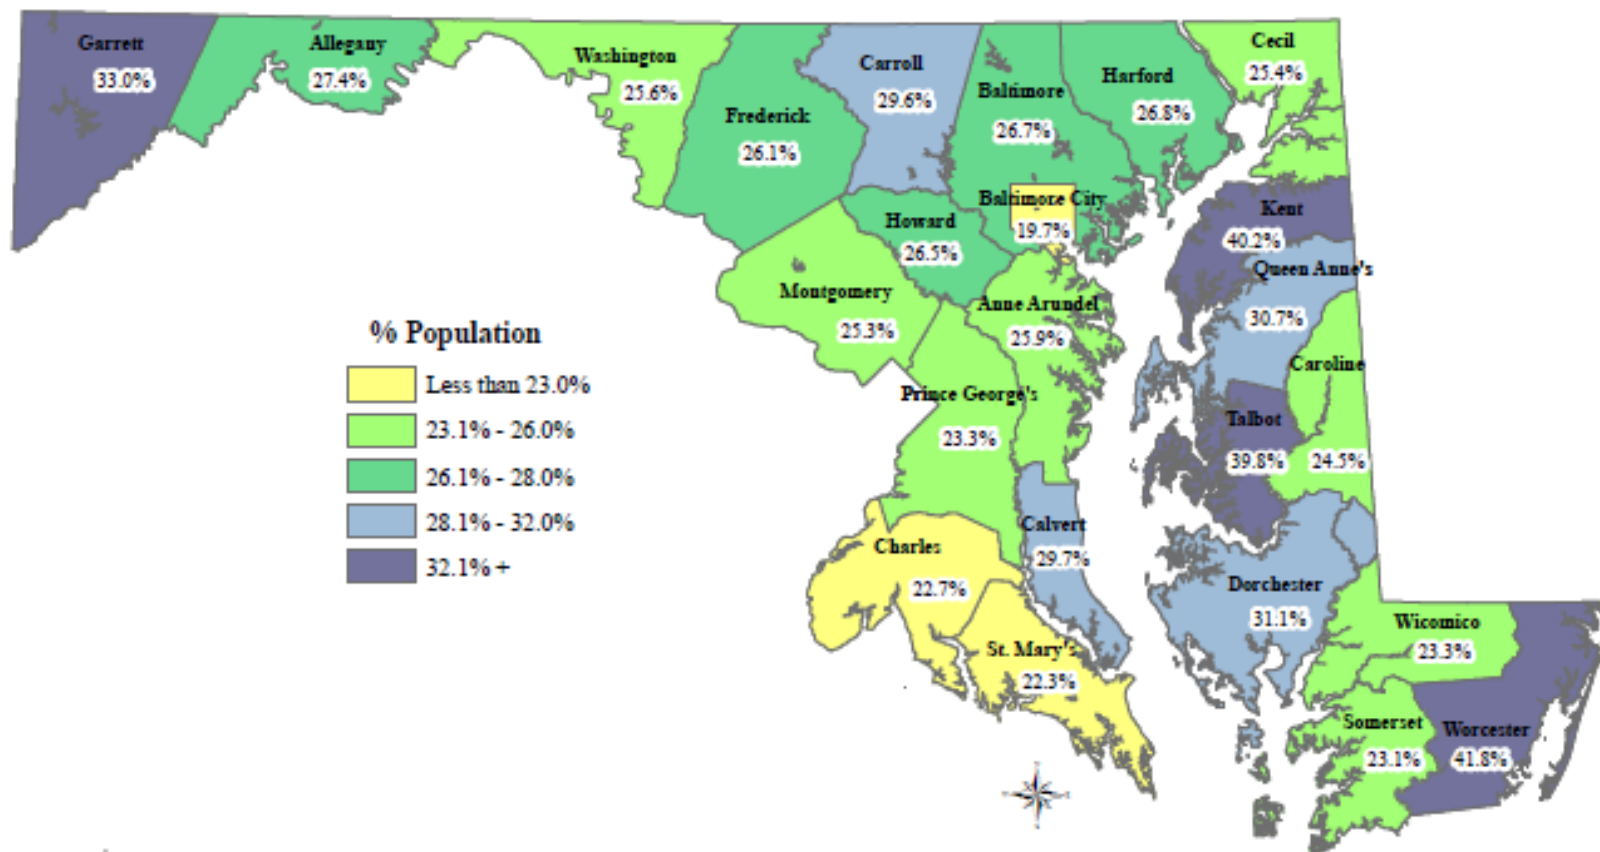 Garrett
33.0%
Allegany
27.4%
Washington
25.6%
Frederick
26.1%
Carroll
29.6%
Baltimore
26.7%
Harford
26.8%
Cecil
25.4%
Baltimore City
19.7%
Howard
26.5%
Kent
40.2%
Queen Anne's
30.7%
Montgomery
25.3%
Anne Arundel
25.9%
Caroline
24.5%
Prince George's
23.3%
Talbot
39.8%
% Population
Less than 23.0%
23.1% - 26.0%
26.1% - 28.0%
28.1% - 32.0%
32.1% +
Charles
22.7%
Calvert
29.7%
Dorchester
31.1%
St. Mary's
22.3%
Wicomico
23.3%
Somerset
23.1%
Worcester
41.8%